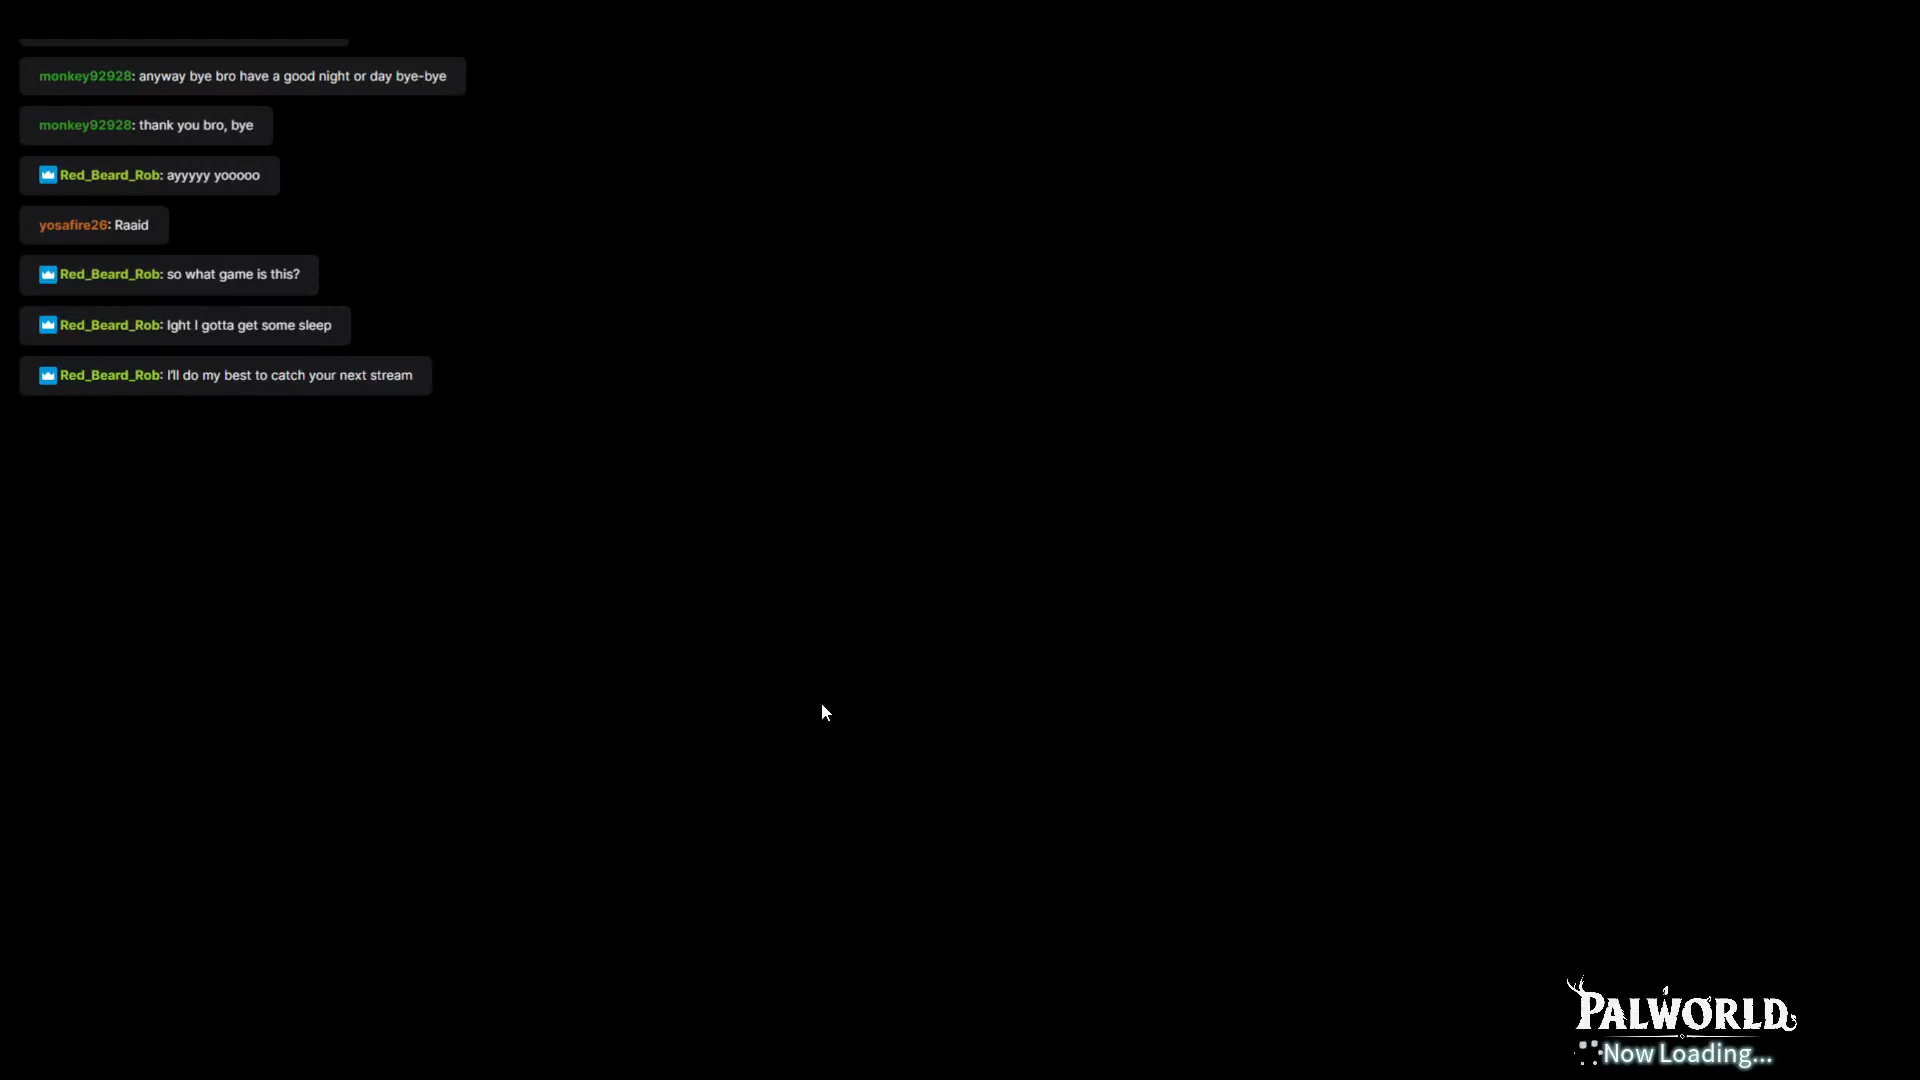 monkey92928: anyway bye bro have a good night or day bye-bye
monkey92928: thank you bro, bye
Red_Beard_Rob: ayyyyy yooooo
yosafire26: Raaid
Red_Beard_Rob: so what game is this?
Red_Beard_Rob: Ight I gotta get some sleep
Red_Beard_Rob: I'll do my best to catch your next stream
PALWORLD
Now Loading...